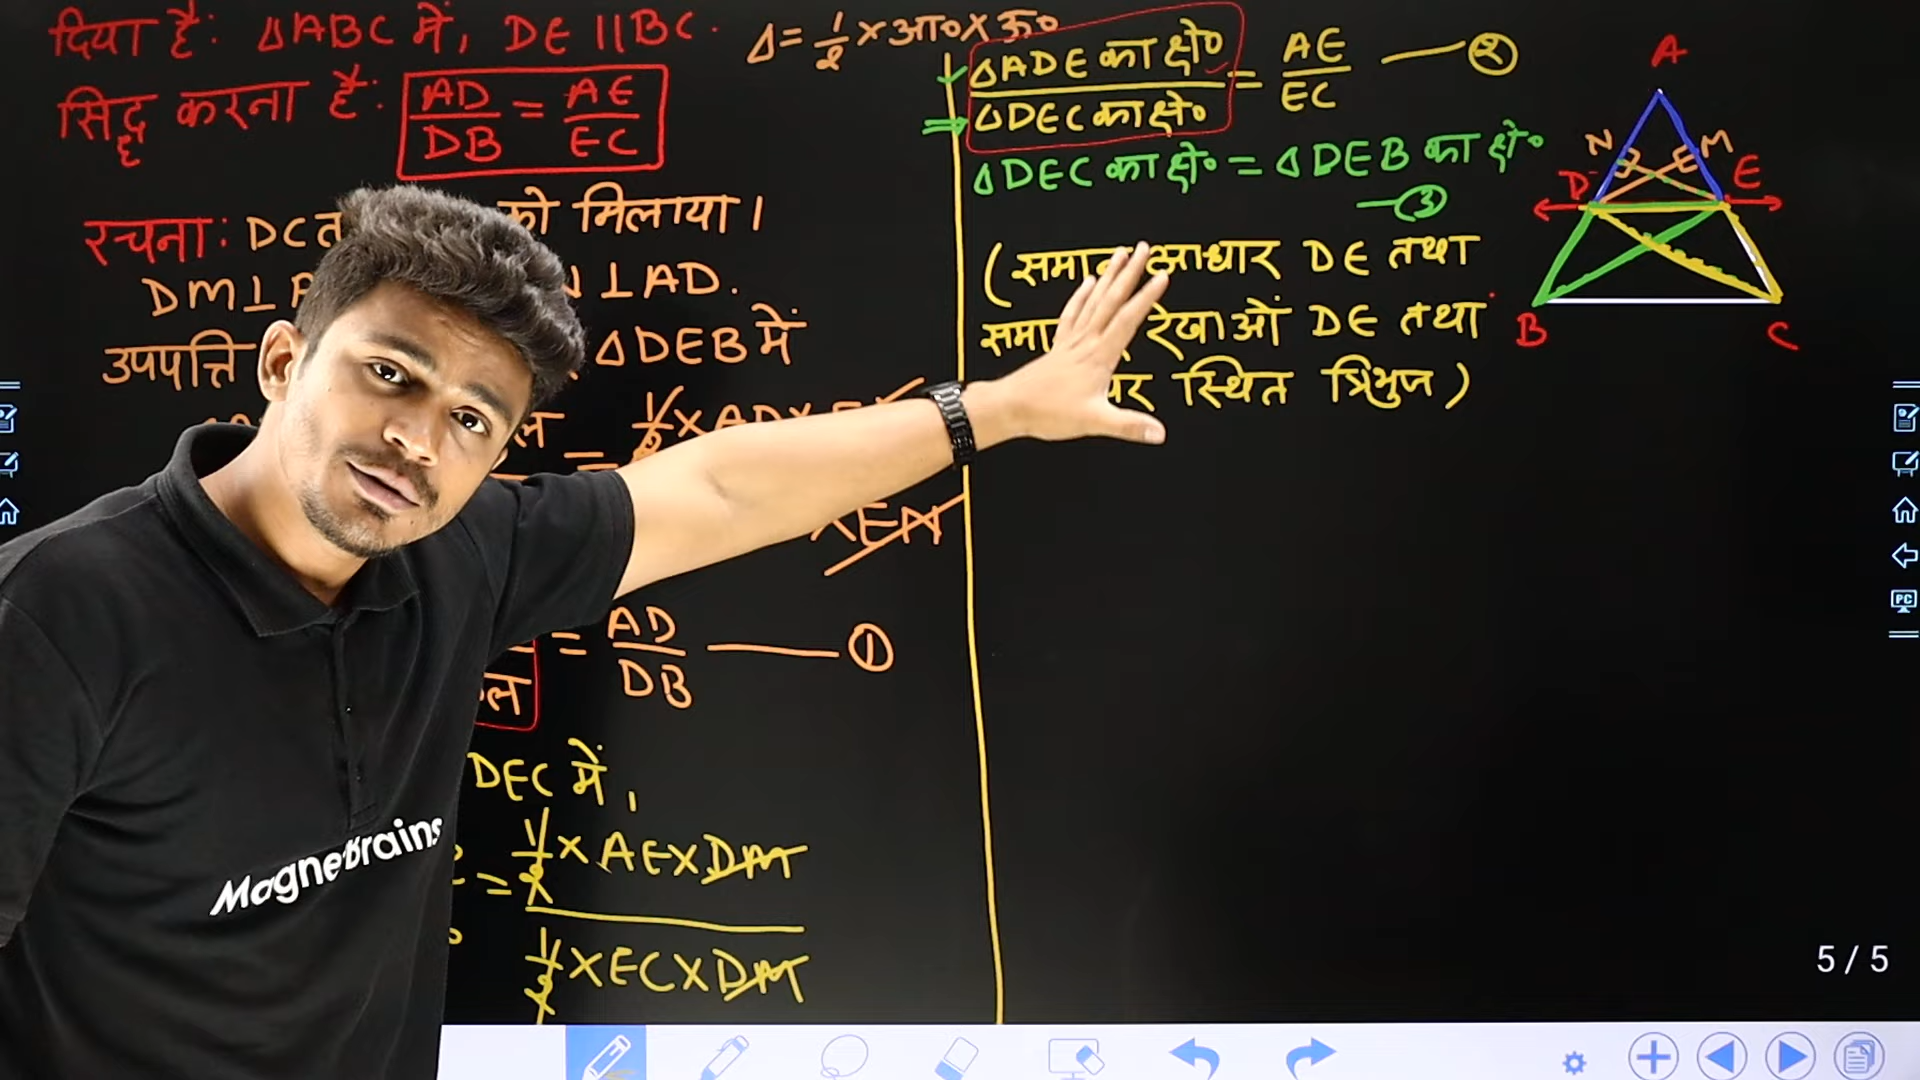 दिया है: ΔABC में, DE || BC.
Δ = 1/2 × आ० × ऊ०
सिद्ध करना है: AD/DB = AE/EC
रचना: DC त को मिलाया।
DM ⊥ ⊥ AD.
उपपत्ति ΔDEB में
ल = 1/2 × AD ×
× EN
ल = AD/DB —— ①
DEC में,
= 1/2 × AE × DM
1/2 × EC × DM
ΔADE का क्षे० / ΔDEC का क्षे० = AE/EC —— ②
ΔDEC का क्षे० = ΔDEB का क्षे०
—③
(समान आधार DE तथा
रेखाओं DE तथा
पर स्थित त्रिभुज)
A
N M
D E
B C
MagnetBrains
PC
5 / 5